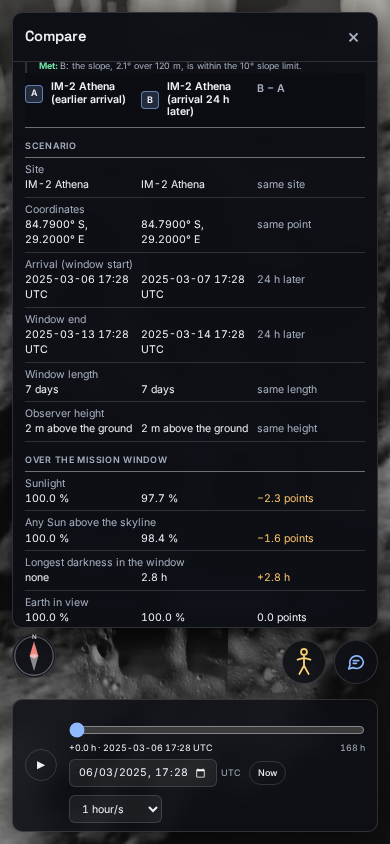 Compare ×
Met: B: the slope, 2.1° over 120 m, is within the 10° slope limit.
A IM-2 Athena (earlier arrival) B IM-2 Athena (arrival 24 h later) B − A
SCENARIO
Site
IM-2 Athena IM-2 Athena same site
Coordinates
84.7900° S, 29.2000° E 84.7900° S, 29.2000° E same point
Arrival (window start)
2025-03-06 17:28 UTC 2025-03-07 17:28 UTC 24 h later
Window end
2025-03-13 17:28 UTC 2025-03-14 17:28 UTC 24 h later
Window length
7 days 7 days same length
Observer height
2 m above the ground 2 m above the ground same height
OVER THE MISSION WINDOW
Sunlight
100.0 % 97.7 % −2.3 points
Any Sun above the skyline
100.0 % 98.4 % −1.6 points
Longest darkness in the window
none 2.8 h +2.8 h
Earth in view
100.0 % 100.0 % 0.0 points
N
+0.0 h · 2025-03-06 17:28 UTC 168 h
06/03/2025, 17:28 UTC Now
1 hour/s